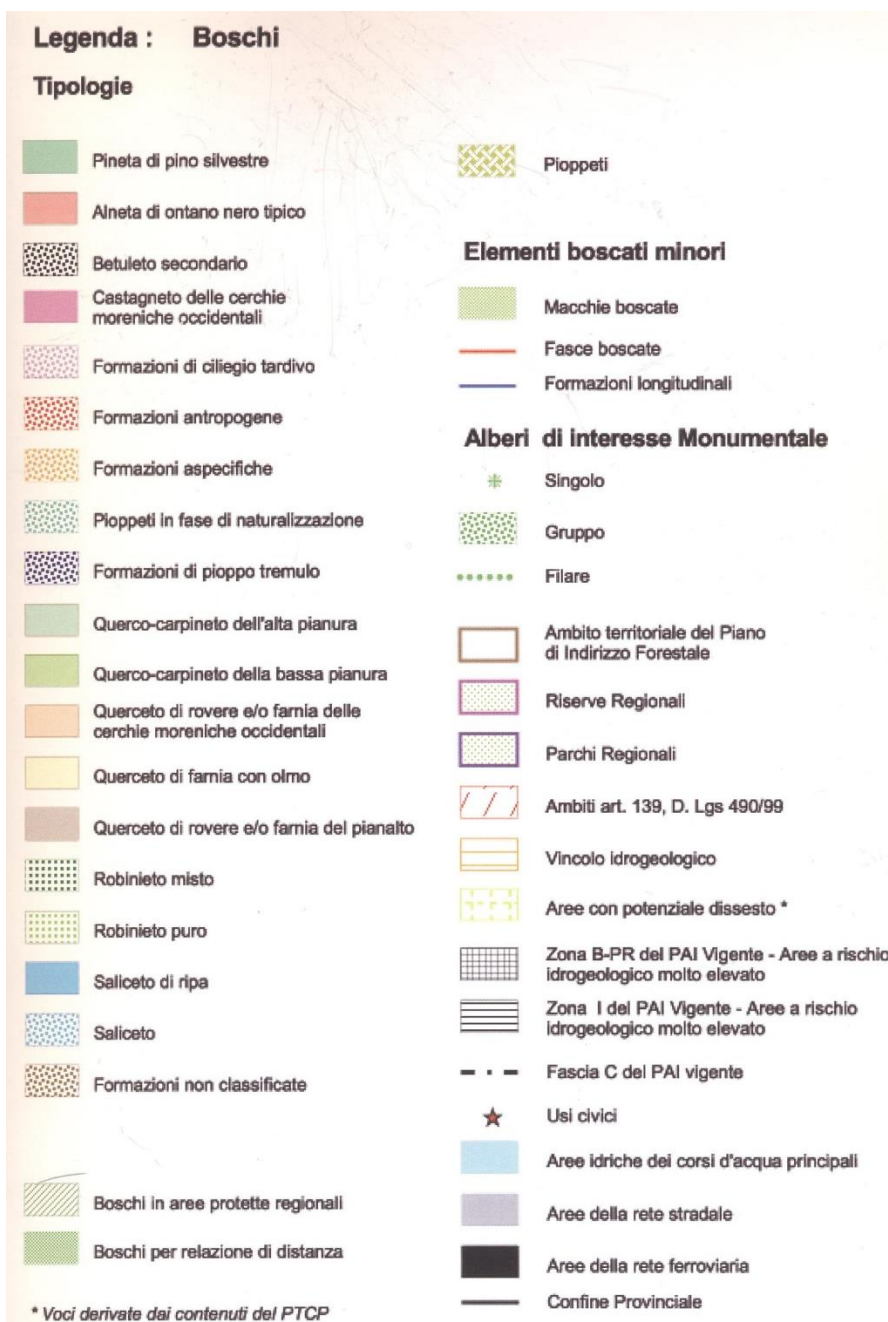 Legenda : Boschi
Tipologie
Pineta di pino silvestre
Alneta di ontano nero tipico
Betuleto secondario
Castagneto delle cerchie
moreniche occidentali
Formazioni di ciliegio tardivo
Formazioni antropogene
Formazioni aspecifiche
Pioppeti in fase di naturalizzazione
Formazioni di pioppo tremulo
Querco-carpineto dell'alta pianura
Querco-carpineto della bassa pianura
Querceto di rovere e/o farnia delle
cerchie moreniche occidentali
Querceto di farnia con olmo
Querceto di rovere e/o farnia del pianalto
Robinieto misto
Robinieto puro
Saliceto di ripa
Saliceto
Formazioni non classificate
Boschi in aree protette regionali
Boschi per relazione di distanza
* Voci derivate dai contenuti del PTCP
Pioppeti
Elementi boscati minori
Macchie boscate
Fasce boscate
Formazioni longitudinali
Alberi di interesse Monumentale
Singolo
Gruppo
Filare
Ambito territoriale del Piano
di Indirizzo Forestale
Riserve Regionali
Parchi Regionali
Ambiti art. 139, D. Lgs 490/99
Vincolo idrogeologico
Aree con potenziale dissesto *
Zona B-PR del PAI Vigente - Aree a rischio
idrogeologico molto elevato
Zona I del PAI Vigente - Aree a rischio
idrogeologico molto elevato
Fascia C del PAI vigente
Usi civici
Aree idriche dei corsi d'acqua principali
Aree della rete stradale
Aree della rete ferroviaria
Confine Provinciale